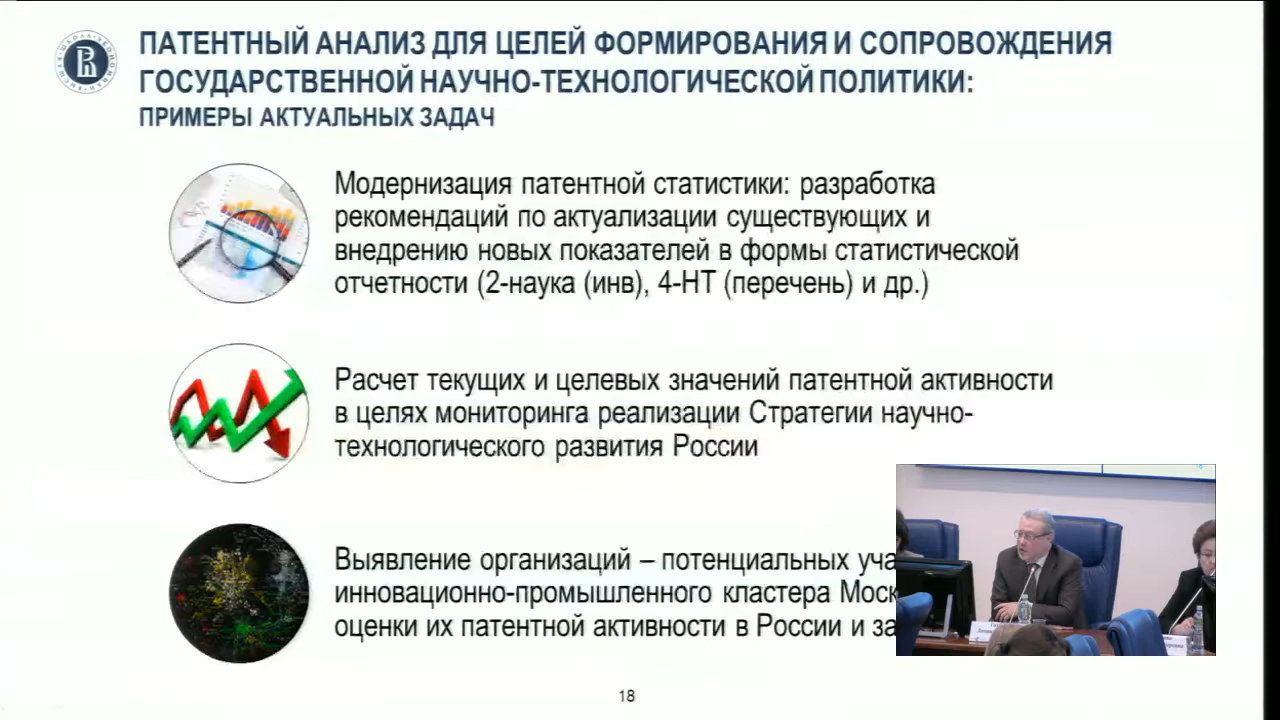 ПАТЕНТНЫЙ АНАЛИЗ ДЛЯ ЦЕЛЕЙ ФОРМИРОВАНИЯ И СОПРОВОЖДЕНИЯ
ГОСУДАРСТВЕННОЙ НАУЧНО-ТЕХНОЛОГИЧЕСКОЙ ПОЛИТИКИ:
ПРИМЕРЫ АКТУАЛЬНЫХ ЗАДАЧ
Модернизация патентной статистики: разработка
рекомендаций по актуализации существующих и
внедрению новых показателей в формы статистической
отчетности (2-наука (инв), 4-НТ (перечень) и др.)
Расчет текущих и целевых значений патентной активности
в целях мониторинга реализации Стратегии научно-
технологического развития России
Выявление организаций – потенциальных уча
инновационно-промышленного кластера Моск
оценки их патентной активности в России и за
18